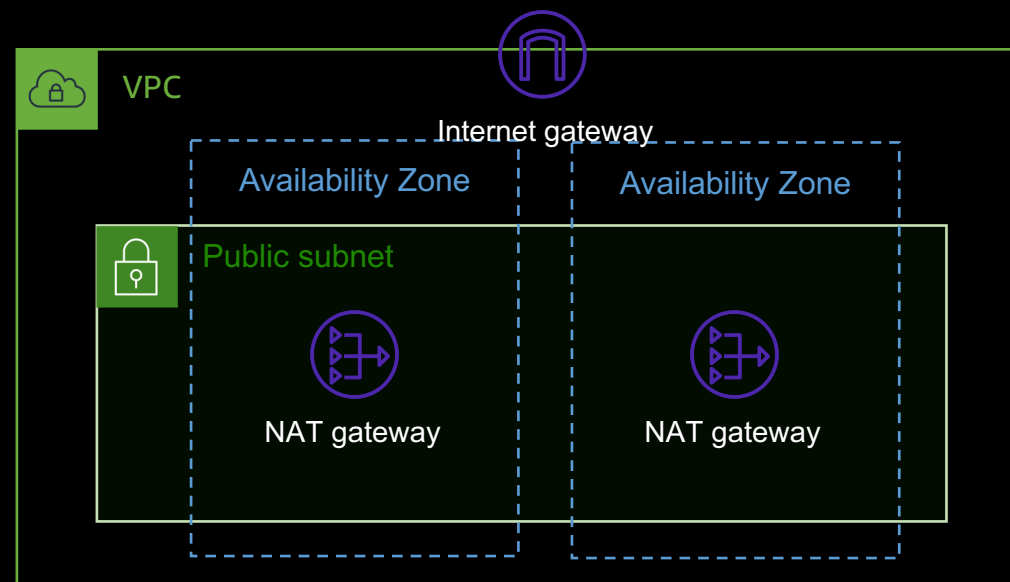 VPC
Internet gateway
Availability Zone
Availability Zone
Public subnet
NAT gateway
NAT gateway